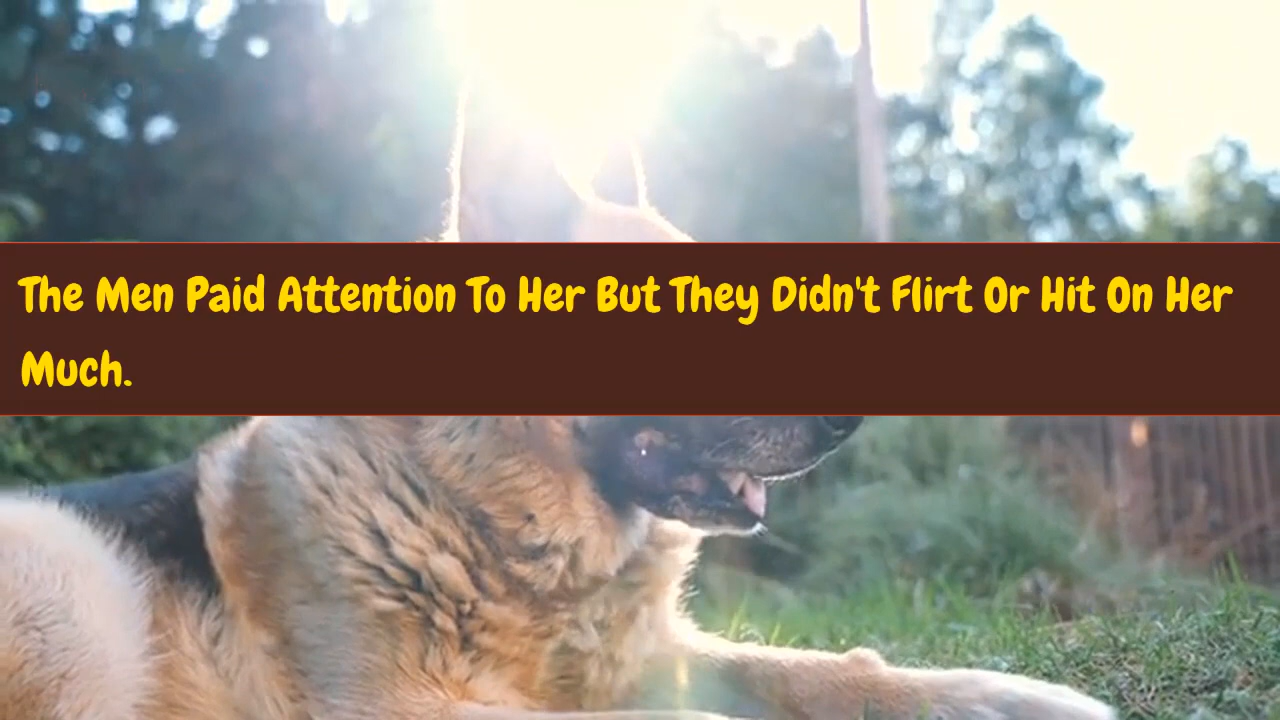 The Men Paid Attention To Her But They Didn't Flirt Or Hit On Her
Much.